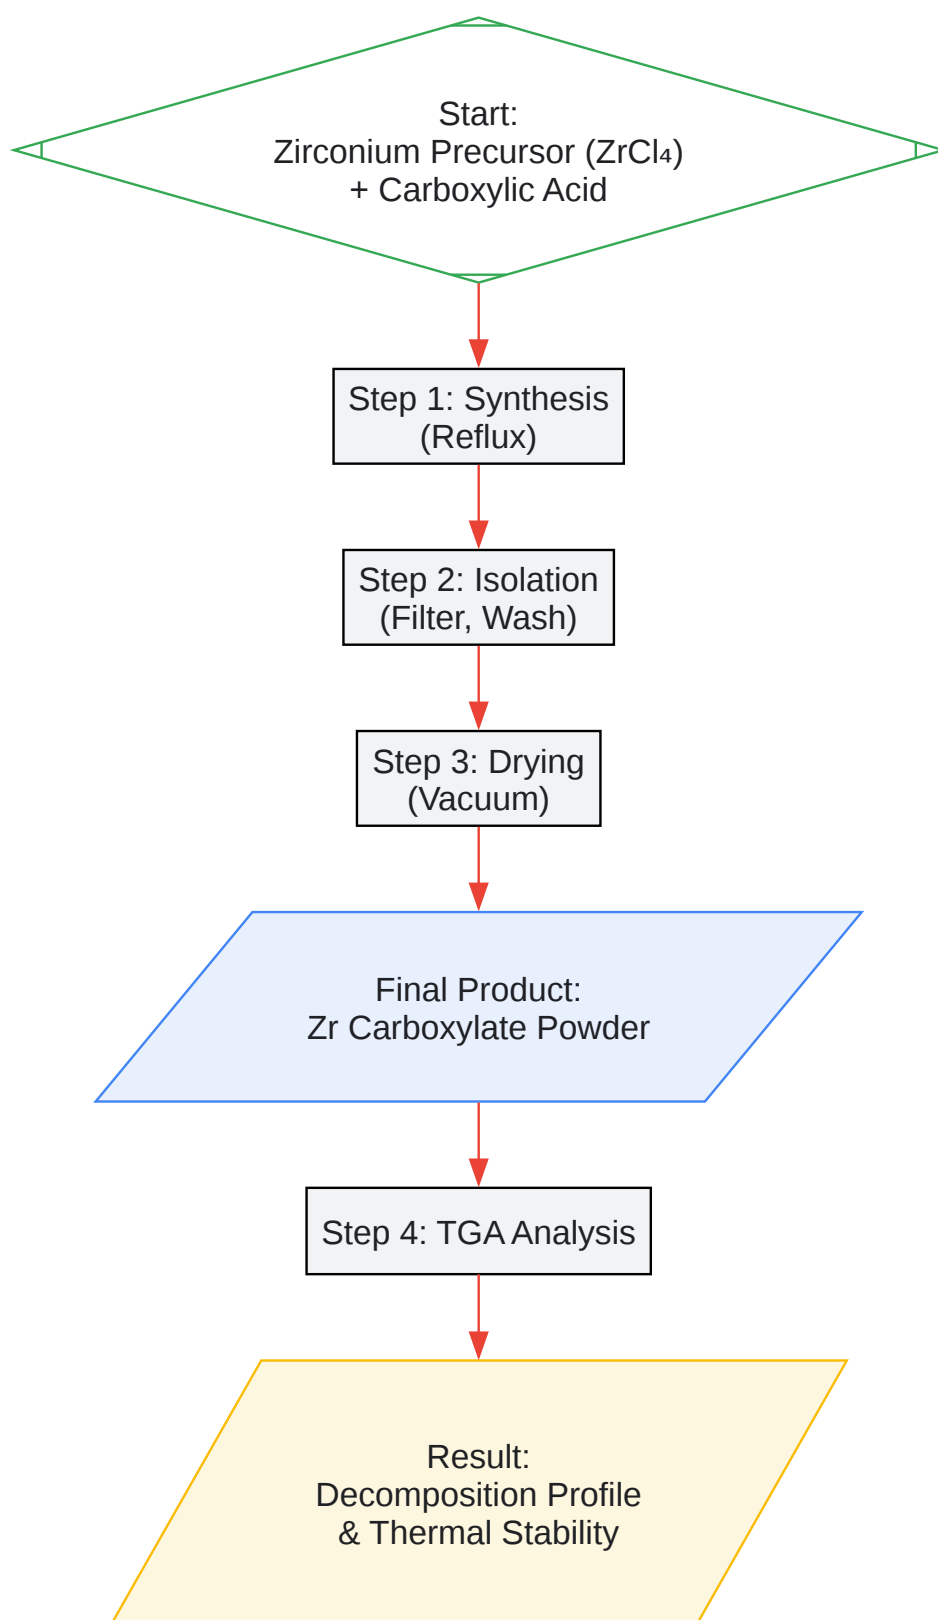 Start:
Zirconium Precursor (ZrCl₄)
+ Carboxylic Acid
Step 1: Synthesis
(Reflux)
Step 2: Isolation
(Filter, Wash)
Step 3: Drying
(Vacuum)
Final Product:
Zr Carboxylate Powder
Step 4: TGA Analysis
Result:
Decomposition Profile
& Thermal Stability